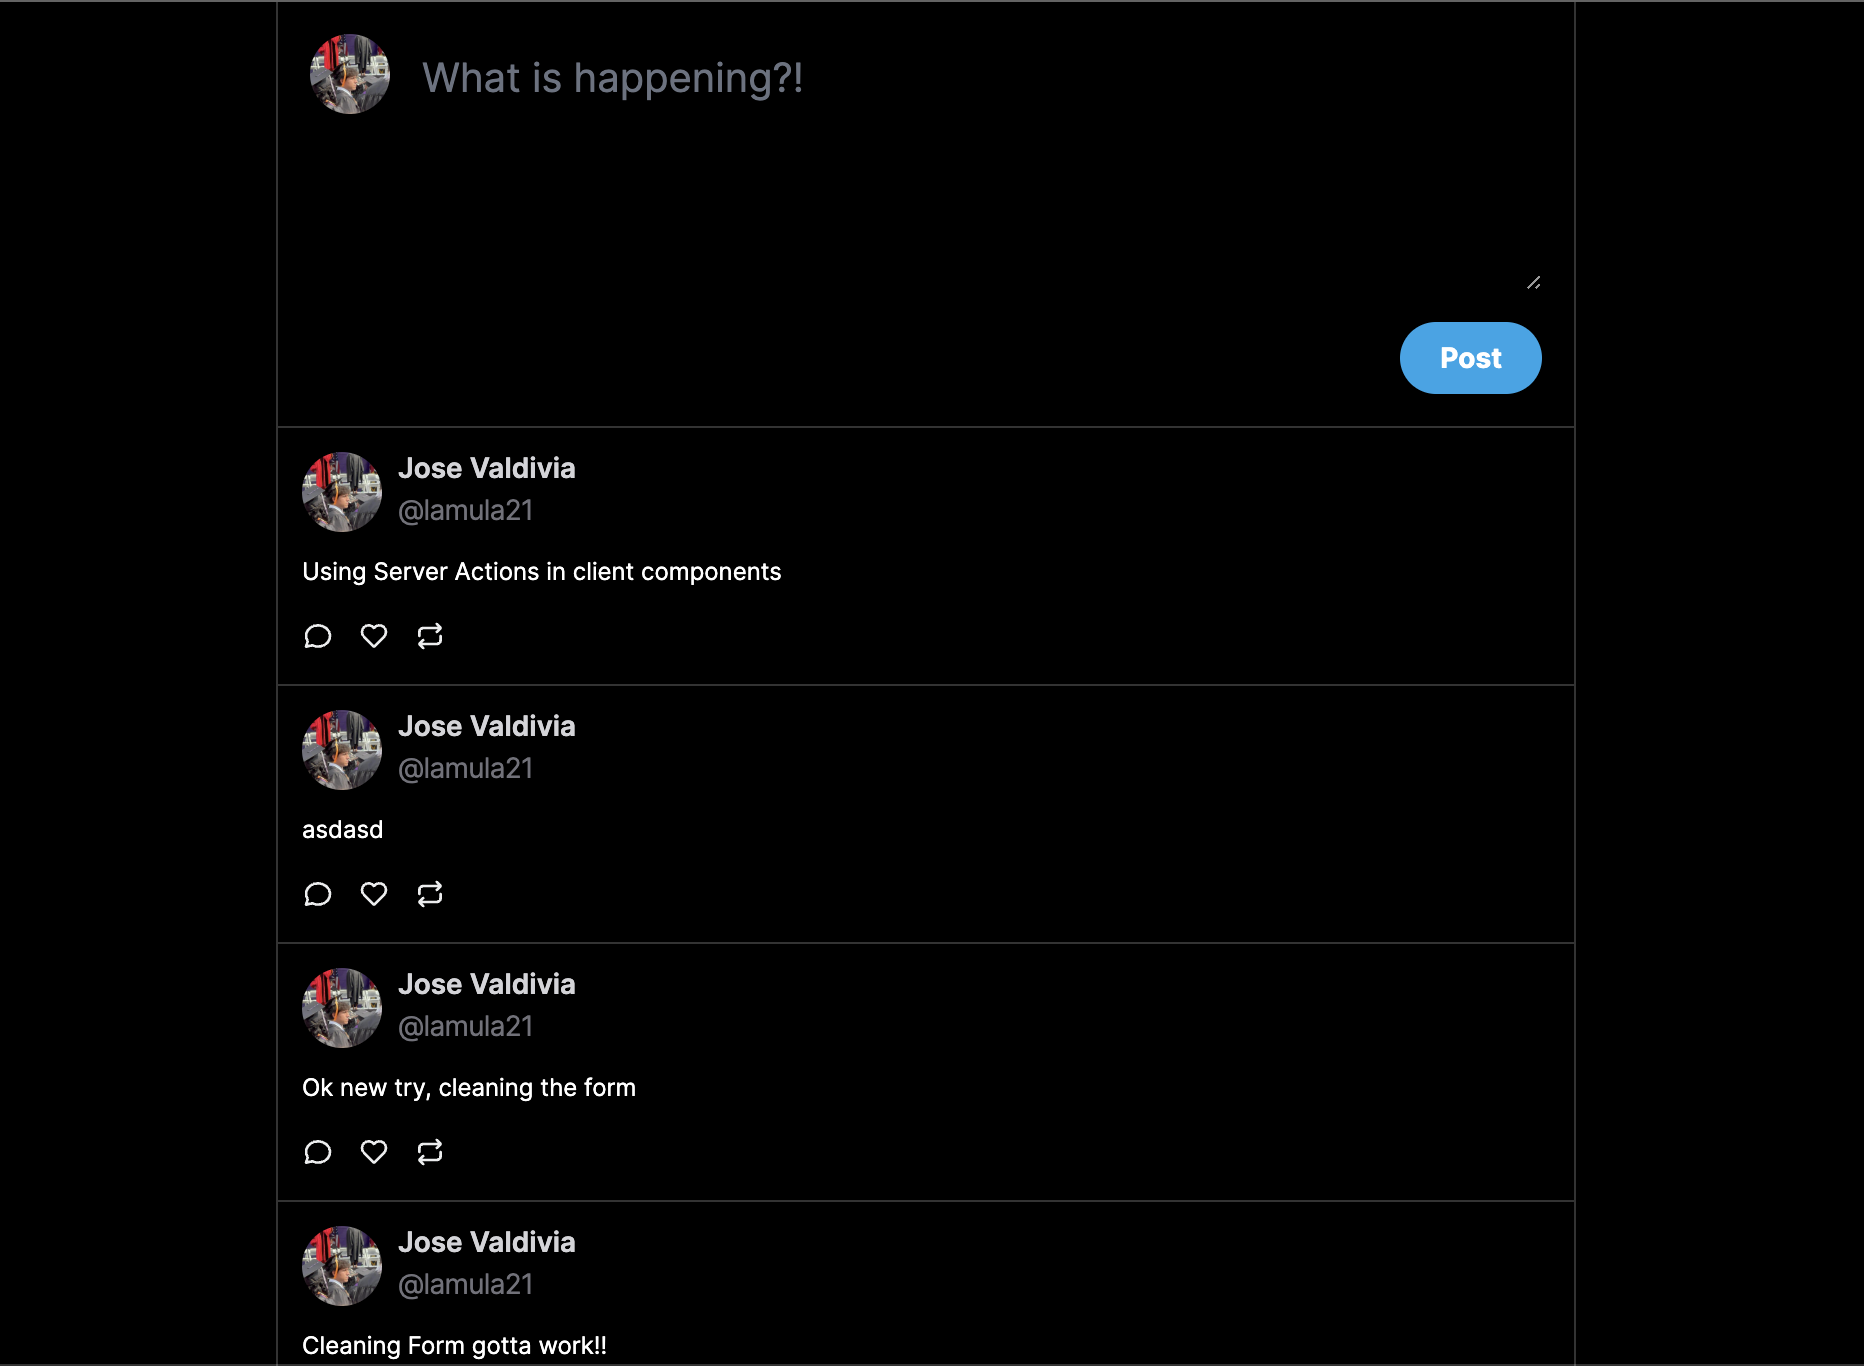 What is happening?!
Post
Jose Valdivia
@lamula21
Using Server Actions in client components
Jose Valdivia
@lamula21
asdasd
Jose Valdivia
@lamula21
Ok new try, cleaning the form
Jose Valdivia
@lamula21
Cleaning Form gotta work!!